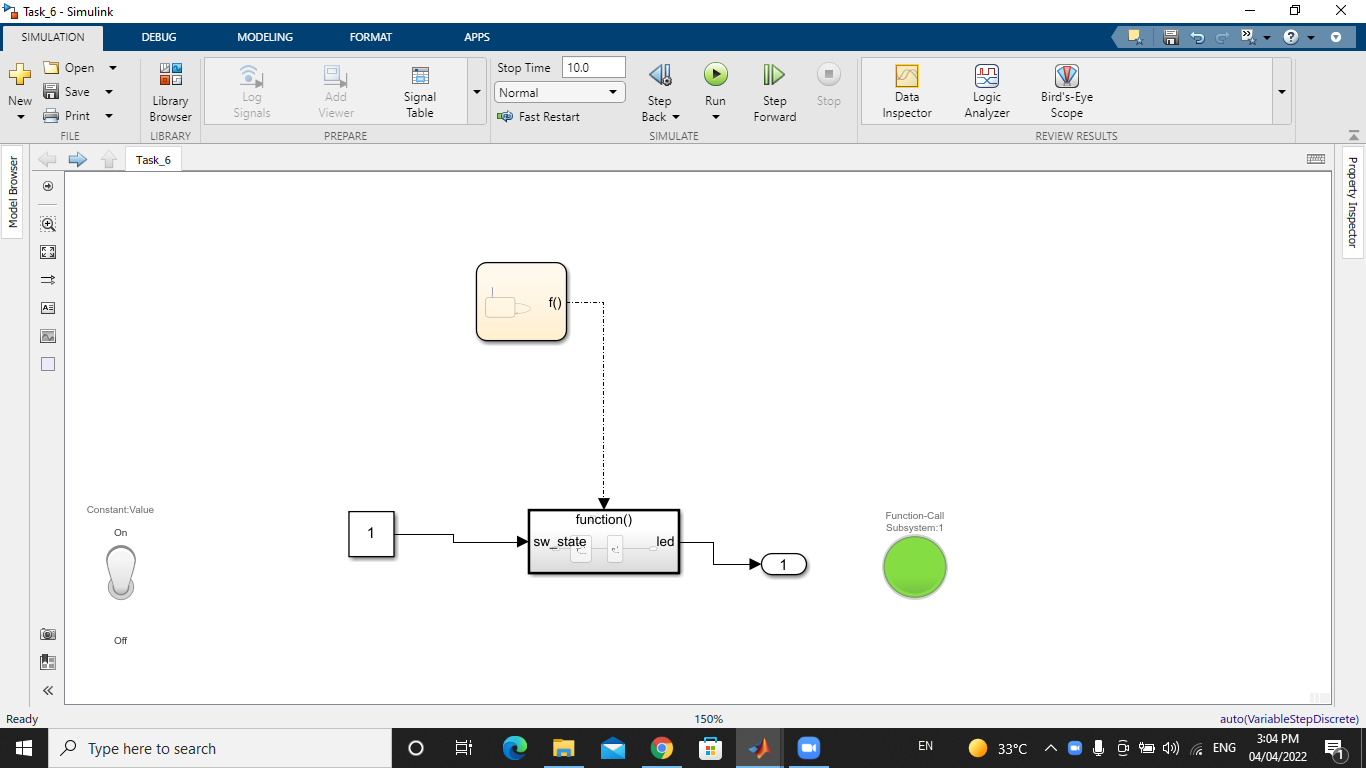 Task_6 - Simulink
SIMULATION DEBUG MODELING FORMAT APPS
New
Open
Save
Print
FILE
Library
Browser
LIBRARY
Log
Signals
Add
Viewer
Signal
Table
PREPARE
Stop Time 10.0
Normal
Fast Restart
Step
Back
Run
Step
Forward
Stop
SIMULATE
Data
Inspector
Logic
Analyzer
Bird's-Eye
Scope
REVIEW RESULTS
Model Browser
Task_6
Property Inspector
f()
Constant:Value
On
Off
1
function()
sw_state
led
1
Function-Call
Subsystem:1
Ready
150%
auto(VariableStepDiscrete)
Type here to search
EN
33°C
ENG
3:04 PM
04/04/2022
1